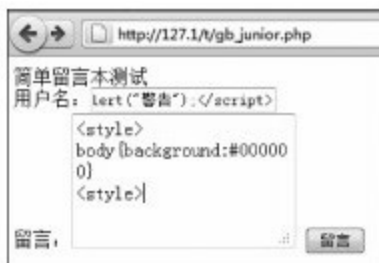 http://127.1/t/gb_junior.php
简单留言本测试
用户名：lert("警告");</script>
<style>
body{background:#00000
0}
<style>
留言：
留言